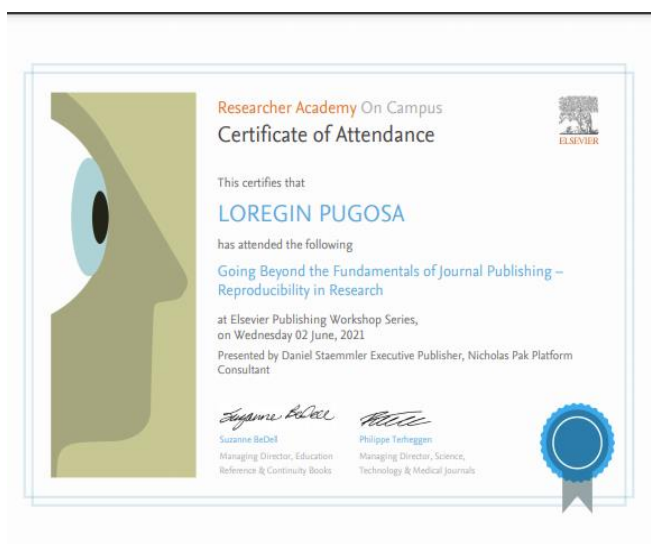 Researcher Academy On Campus
Certificate of Attendance
ELSEVIER
This certifies that
LOREGIN PUGOSA
has attended the following
Going Beyond the Fundamentals of Journal Publishing –
Reproducibility in Research
at Elsevier Publishing Workshop Series,
on Wednesday 02 June, 2021
Presented by Daniel Staemmler Executive Publisher, Nicholas Pak Platform
Consultant
Suzanne BeDell
Suzanne BeDell
Philippe Terheggen
Managing Director, Education
Reference & Continuity Books
Managing Director, Science,
Technology & Medical Journals